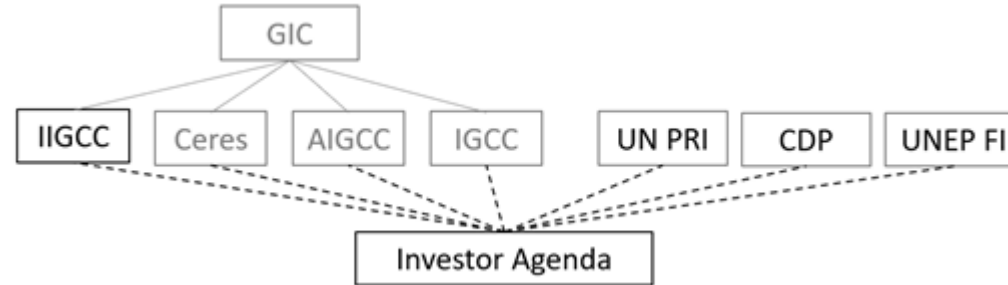 GIC
IIGCC Ceres AIGCC IGCC UN PRI CDP UNEP FI
Investor Agenda